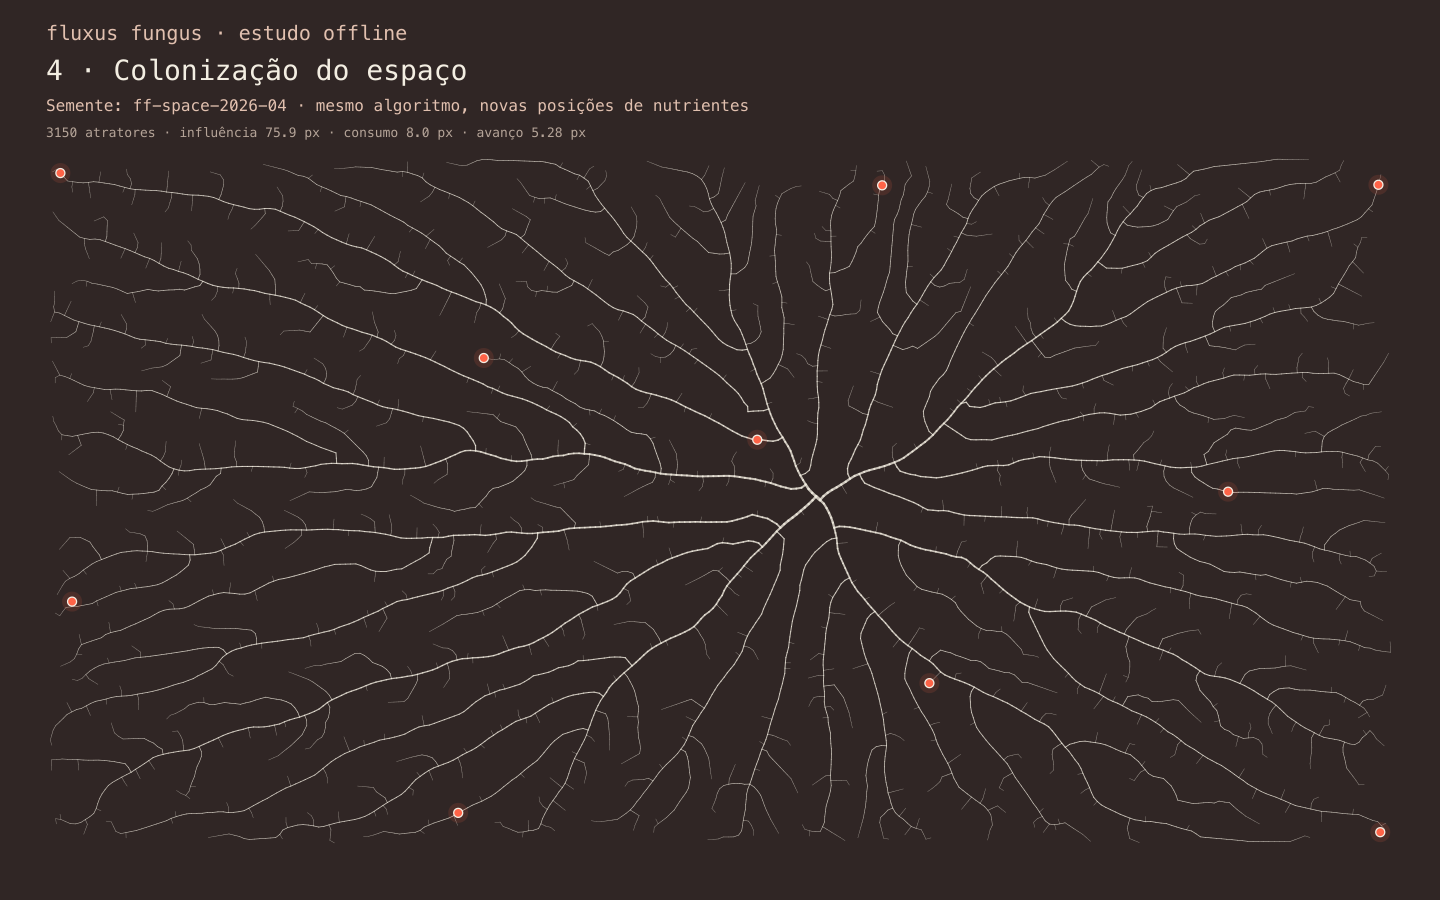 fluxus fungus · estudo offline
4 · Colonização do espaço
Semente: ff-space-2026-04 · mesmo algoritmo, novas posições de nutrientes
3150 atratores · influência 75.9 px · consumo 8.0 px · avanço 5.28 px